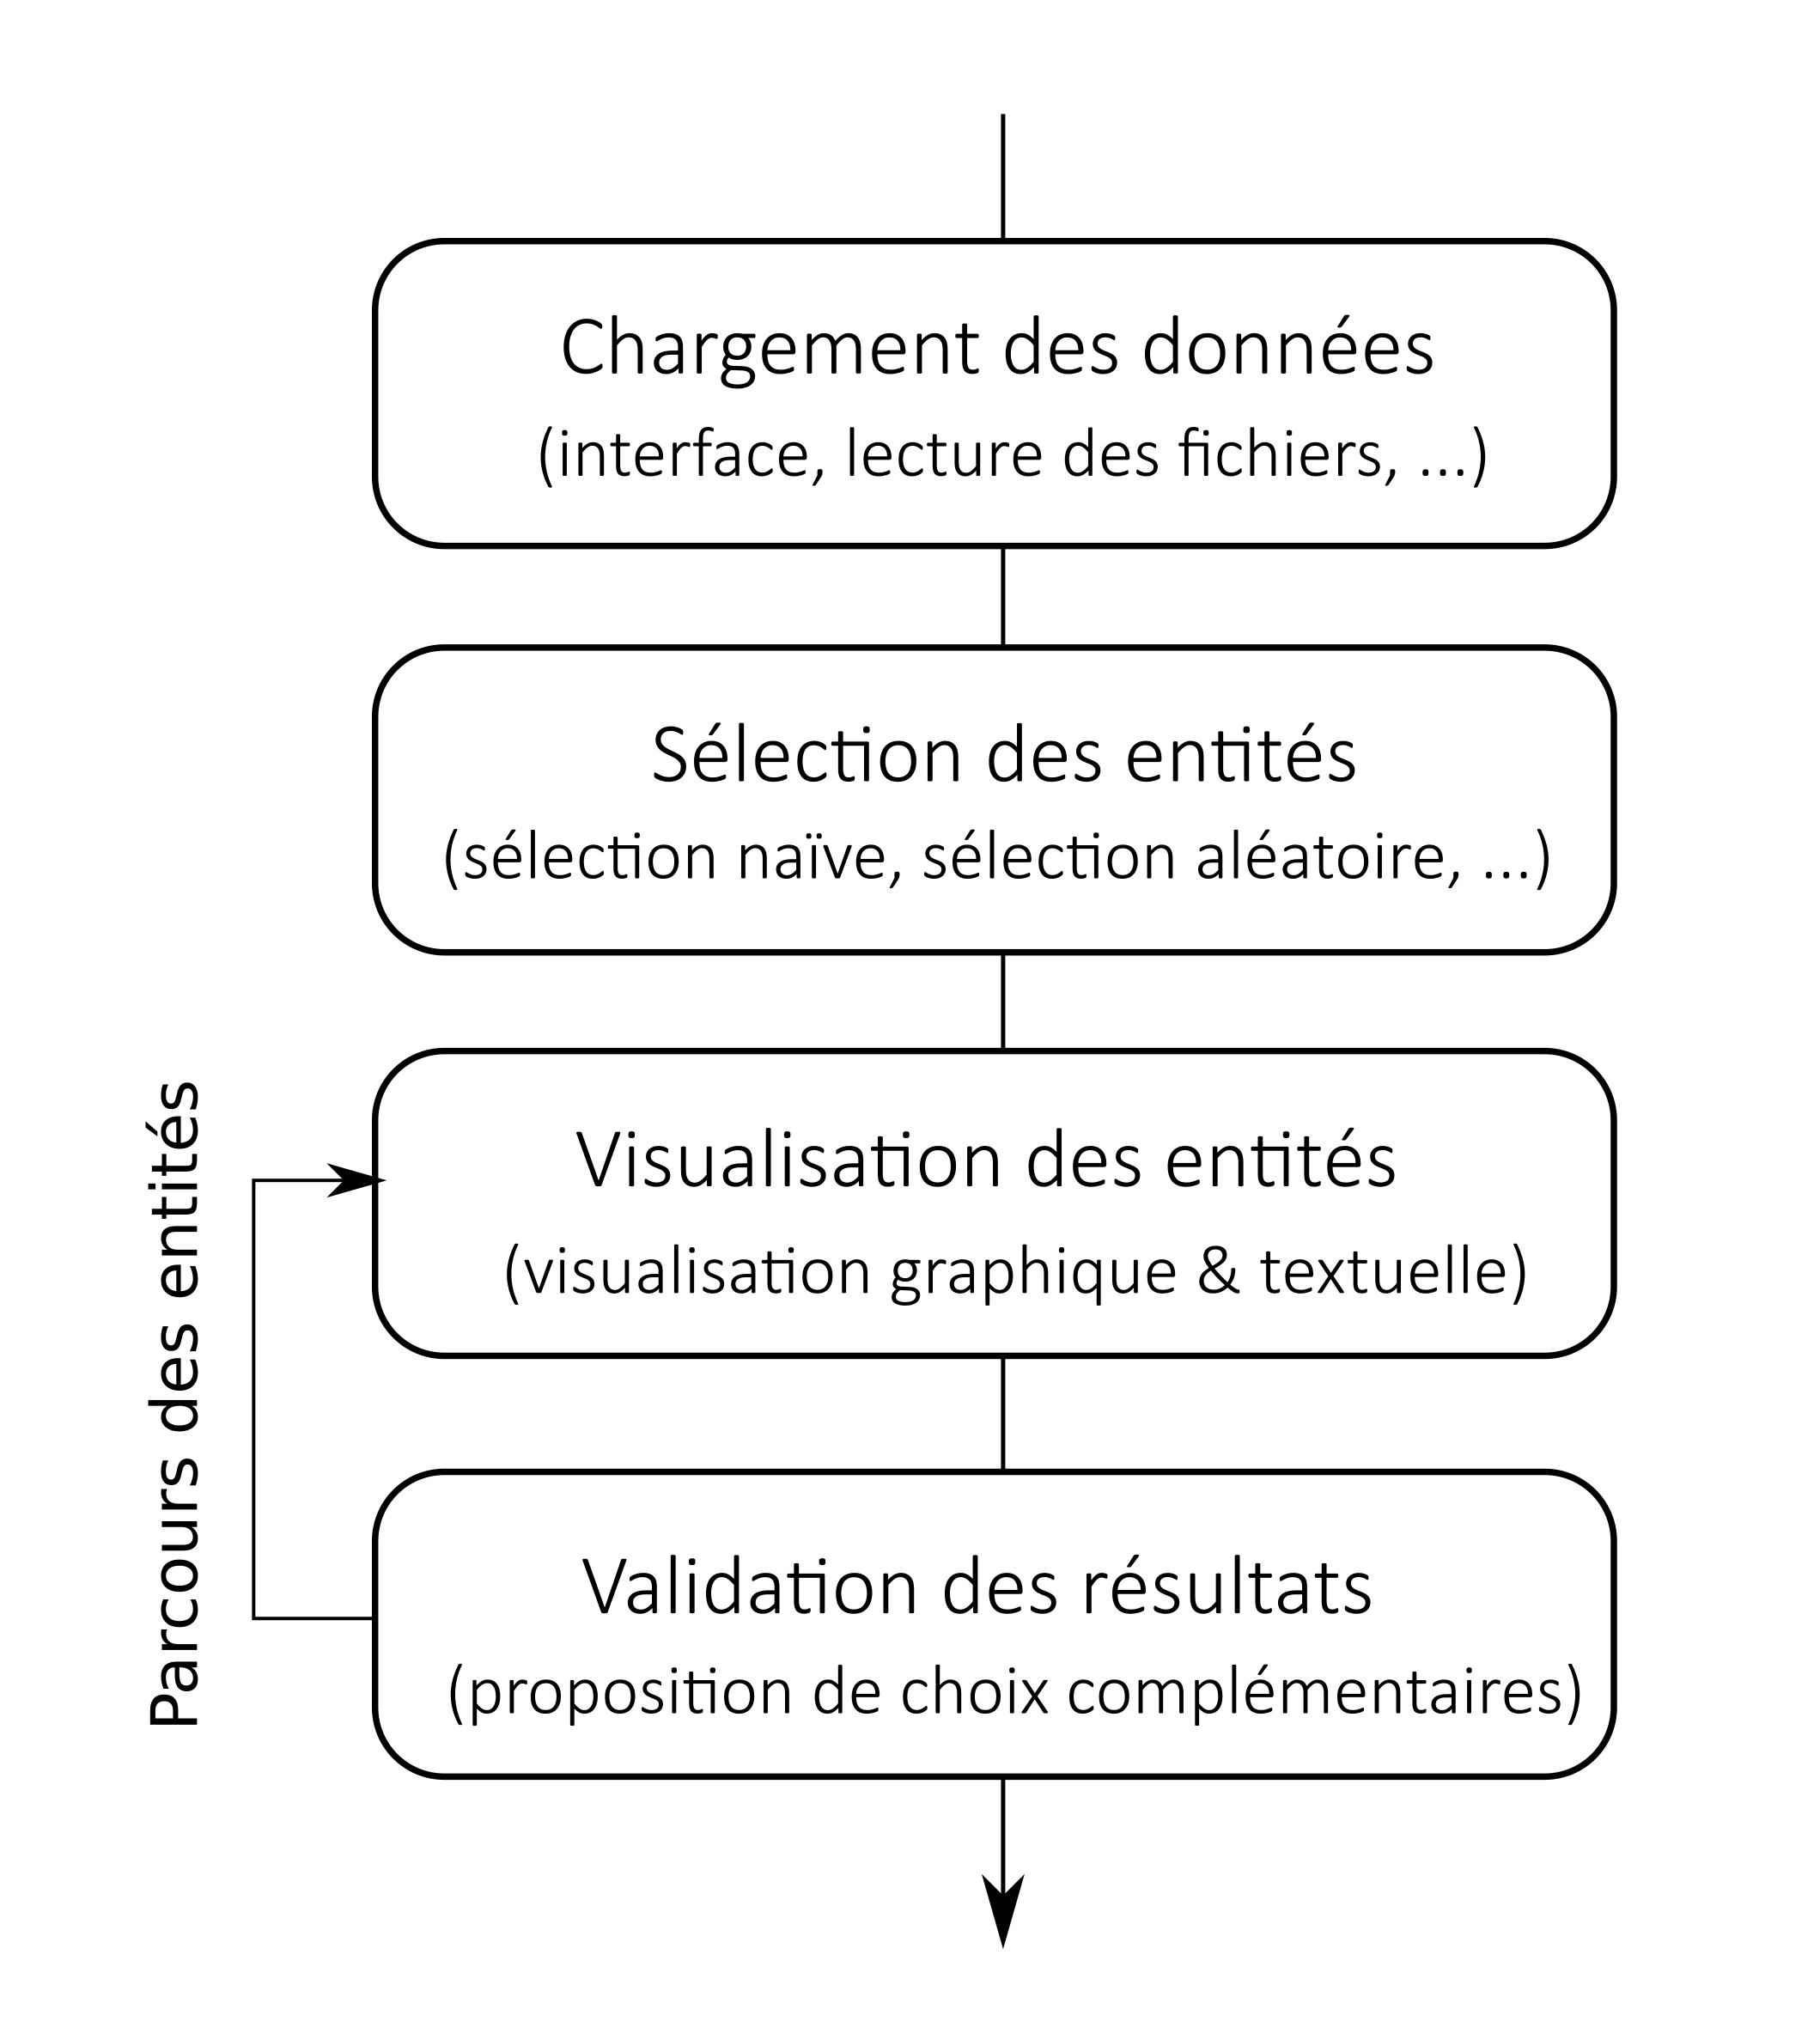 Chargement des données
(interface, lecture des fichiers, ...)
Sélection des entités
(sélection naïve, sélection aléatoire, ...)
Visualisation des entités
(visualisation graphique & textuelle)
Validation des résultats
(proposition de choix complémentaires)
Parcours des entités